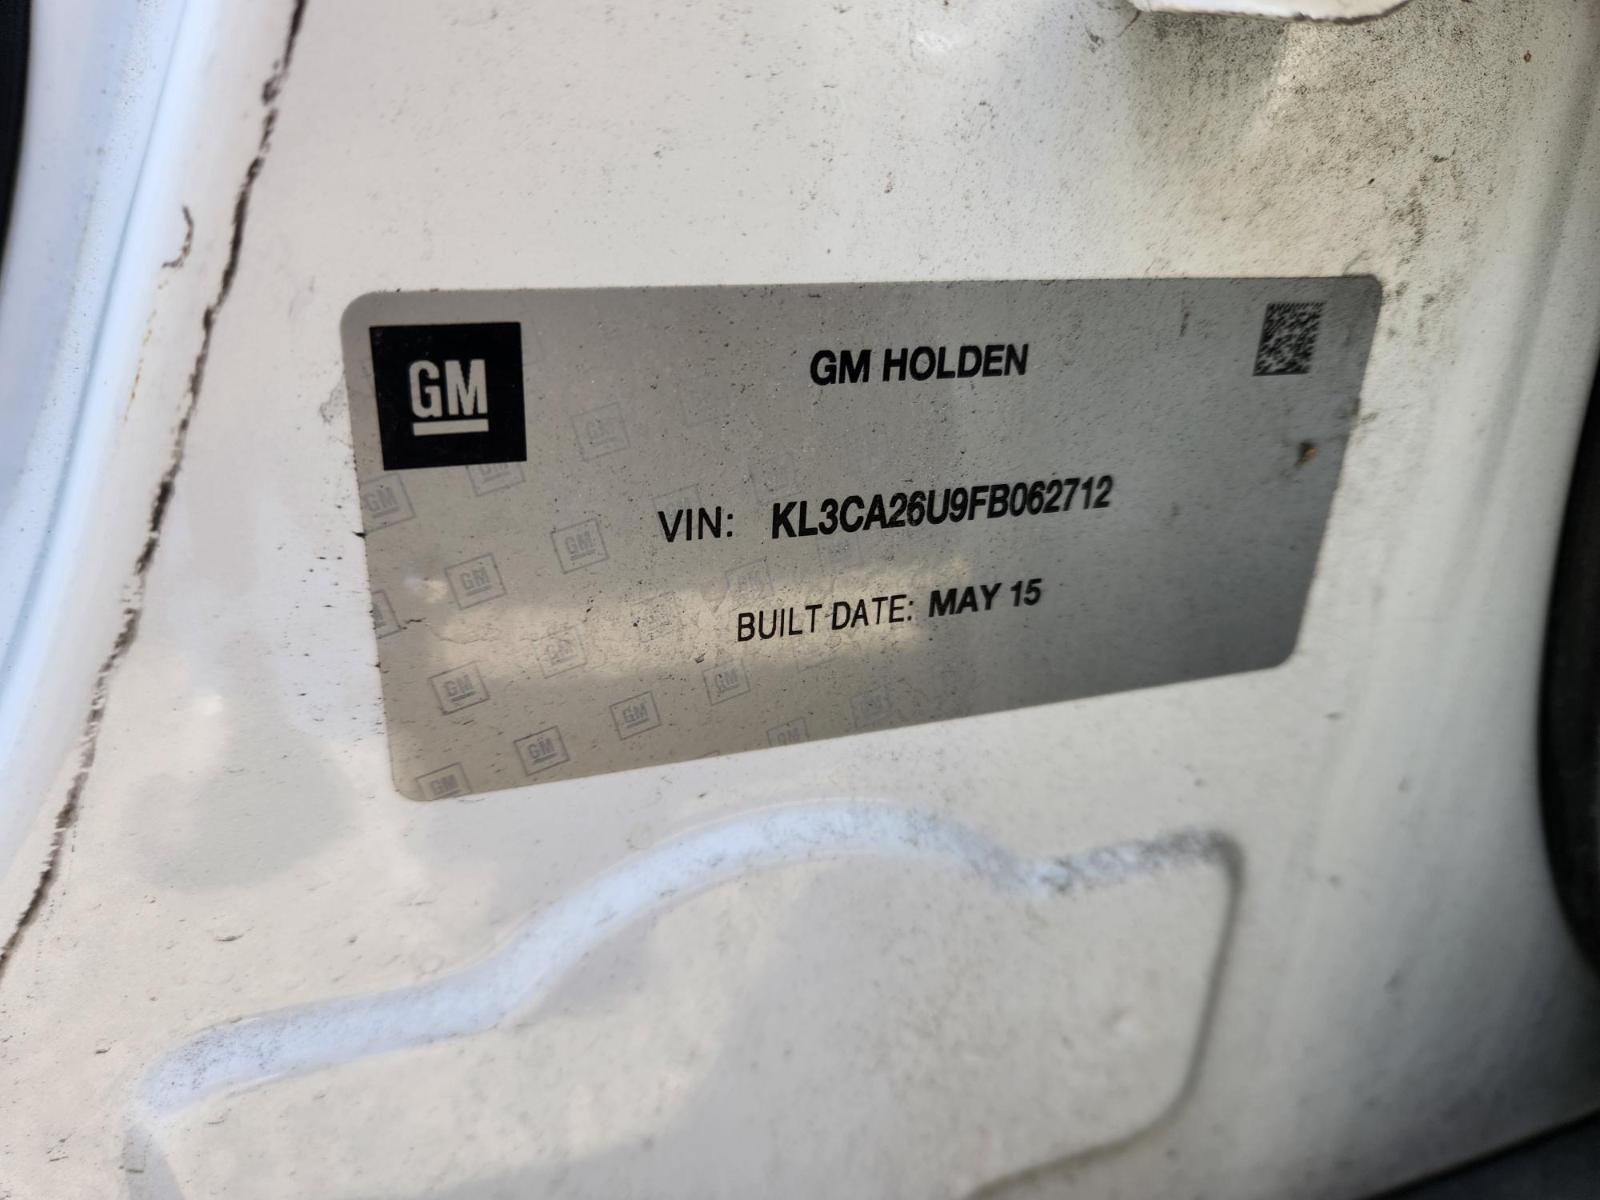 GM
GM HOLDEN
VIN: KL3CA26U9FB062712
BUILT DATE: MAY 15